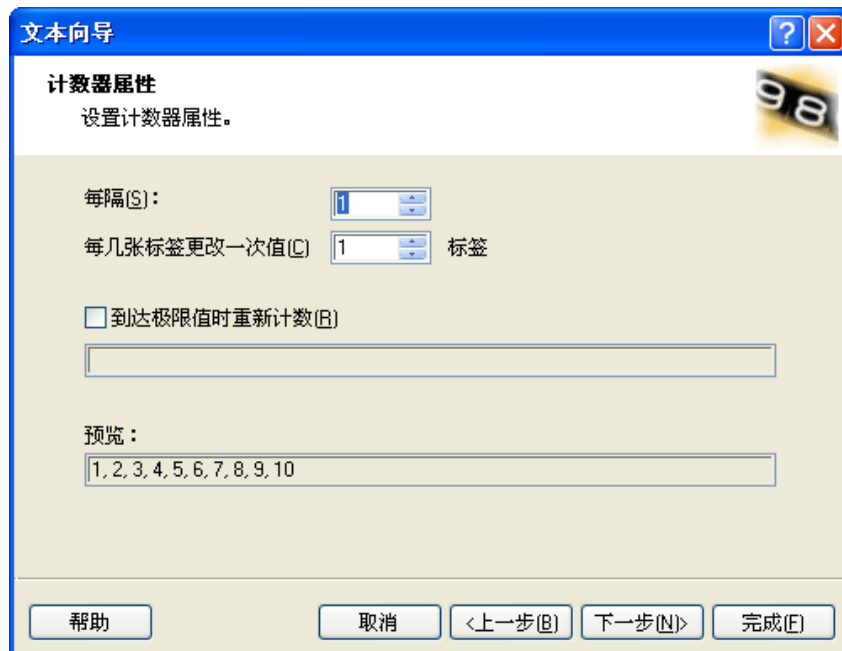 文本向导
计数器属性
设置计数器属性。
98
每隔(S):
1
每几张标签更改一次值(C) 1 标签
到达极限值时重新计数(R)
预览:
1, 2, 3, 4, 5, 6, 7, 8, 9, 10
帮助 取消 <上一步(B) 下一步(N)> 完成(F)